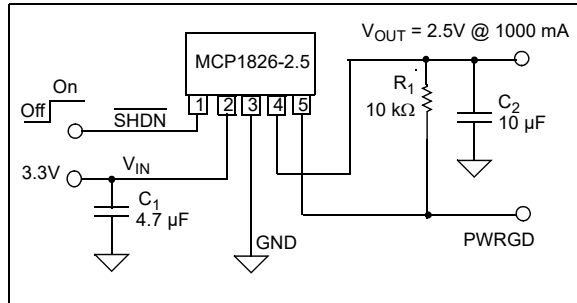 V_OUT = 2.5V @ 1000 mA
MCP1826-2.5
1 2 3 4 5
On
Off
SHDN
R1
10 kΩ
C2
10 µF
3.3V
VIN
C1
4.7 µF
GND
PWRGD